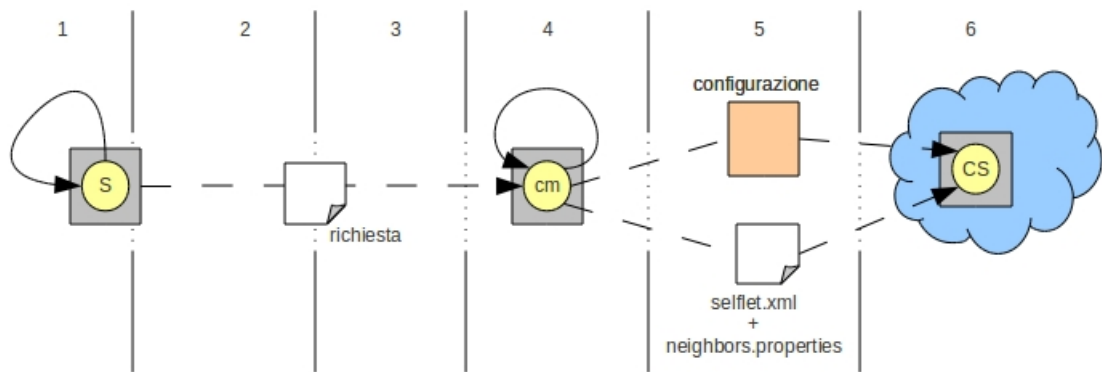 1
2
3
4
5
6
configurazione
S
cm
CS
richiesta
selflet.xml
+
neighbors.properties